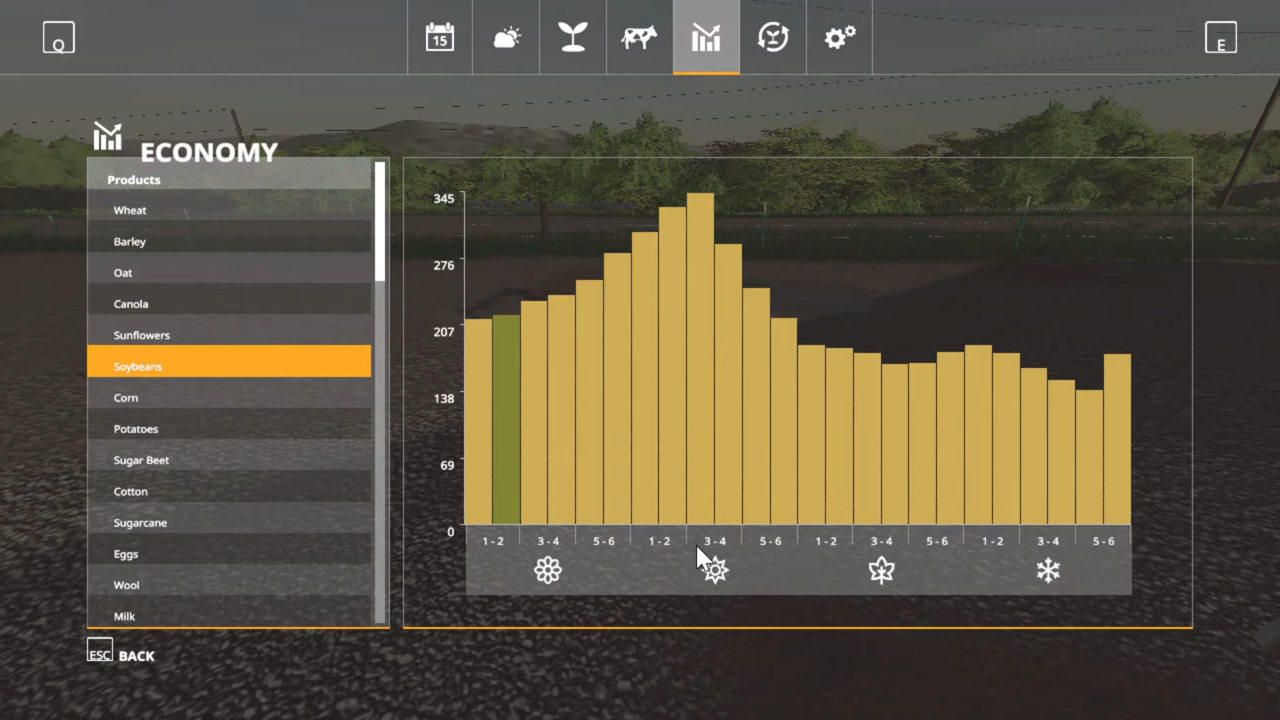 Q
15
E
ECONOMY
Products
Wheat
Barley
Oat
Canola
Sunflowers
Soybeans
Corn
Potatoes
Sugar Beet
Cotton
Sugarcane
Eggs
Wool
Milk
345
276
207
138
69
0
1 - 2 3 - 4 5 - 6 1 - 2 3 - 4 5 - 6 1 - 2 3 - 4 5 - 6 1 - 2 3 - 4 5 - 6
ESC BACK